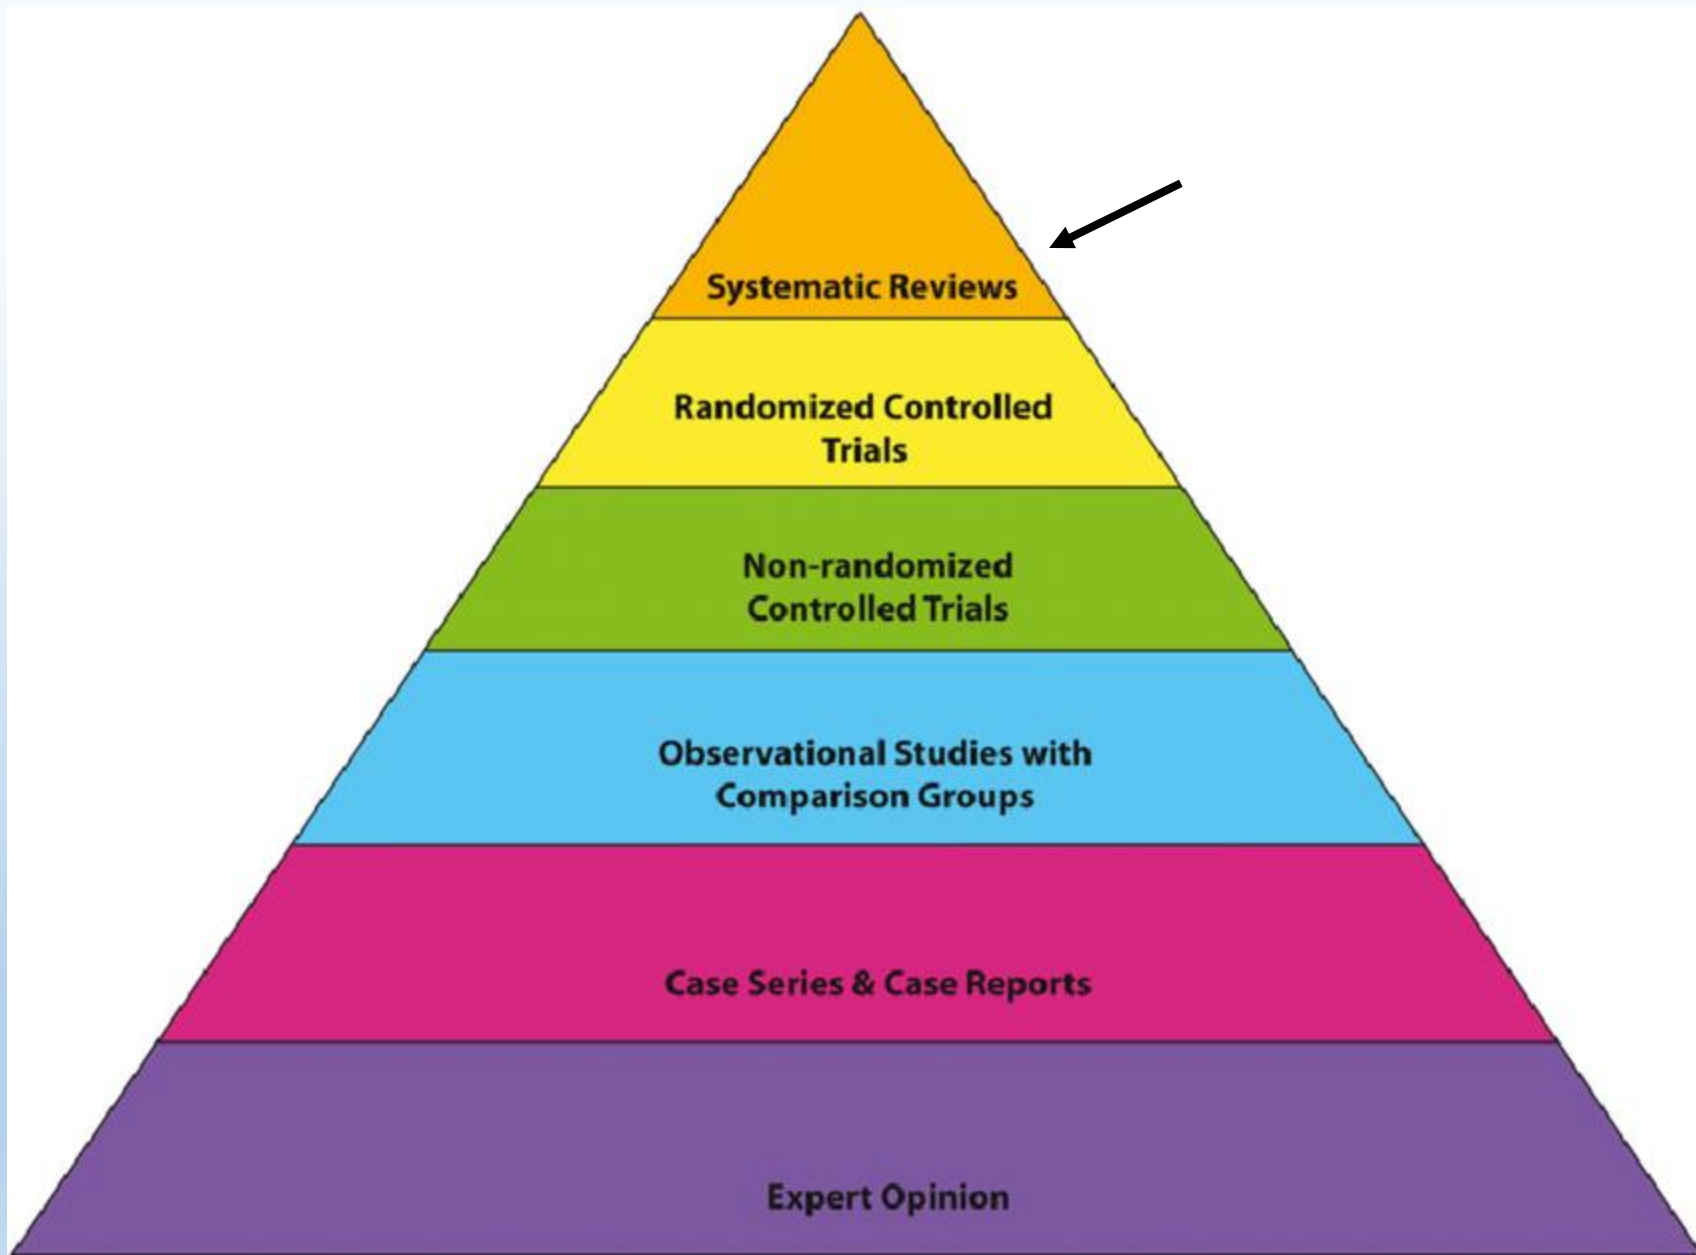 Systematic Reviews
Randomized Controlled
Trials
Non-randomized
Controlled Trials
Observational Studies with
Comparison Groups
Case Series & Case Reports
Expert Opinion